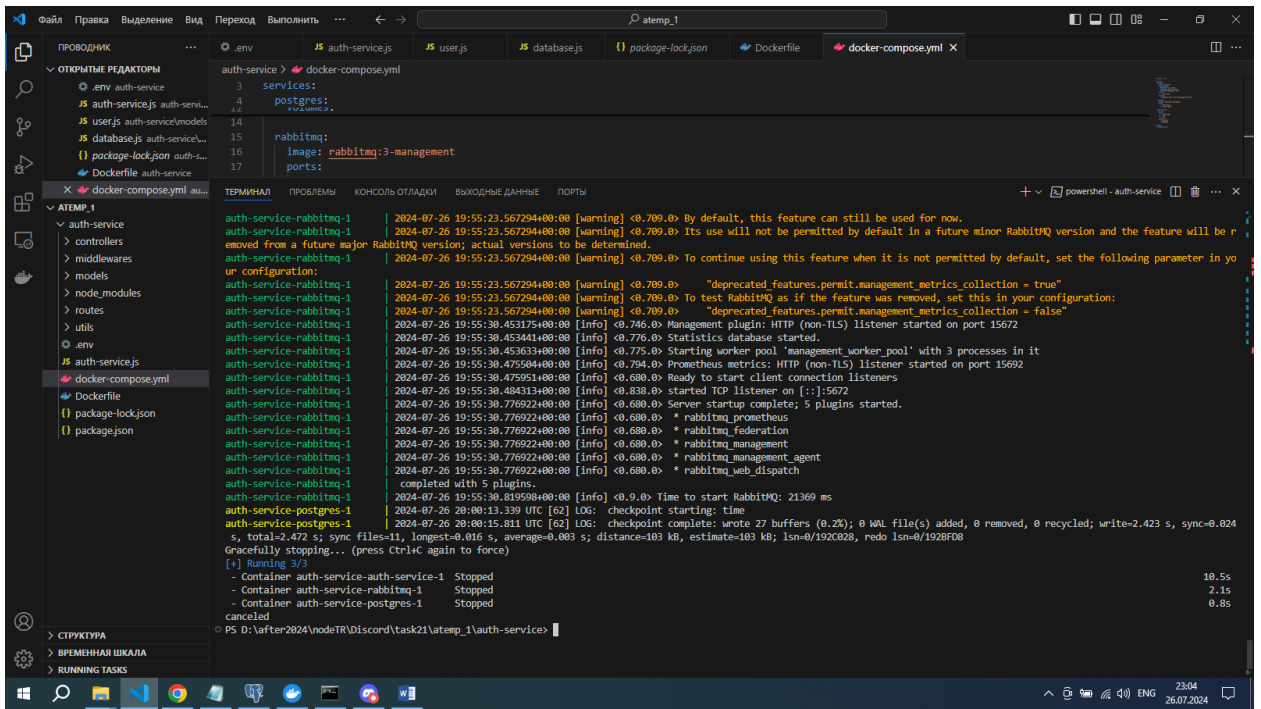 Файл Правка Выделение Вид Переход Выполнить ··· atemp_1
ПРОВОДНИК ···
.env auth-service.js user.js database.js package-lock.json Dockerfile docker-compose.yml
ОТКРЫТЫЕ РЕДАКТОРЫ
.env auth-service
JS auth-service.js auth-servi...
JS user.js auth-service\models
JS database.js auth-service\...
{} package-lock.json auth-s...
Dockerfile auth-service
docker-compose.yml au...
ATEMP_1
auth-service
controllers
middlewares
models
node_modules
routes
utils
.env
JS auth-service.js
docker-compose.yml
Dockerfile
{} package-lock.json
{} package.json
СТРУКТУРА
ВРЕМЕННАЯ ШКАЛА
RUNNING TASKS
auth-service > docker-compose.yml
3 services:
4 postgres:
12 volumes:
14
15 rabbitmq:
16 image: rabbitmq:3-management
17 ports:
ТЕРМИНАЛ ПРОБЛЕМЫ КОНСОЛЬ ОТЛАДКИ ВЫХОДНЫЕ ДАННЫЕ ПОРТЫ powershell - auth-service
auth-service-rabbitmq-1 | 2024-07-26 19:55:23.567294+00:00 [warning] <0.709.0> By default, this feature can still be used for now.
auth-service-rabbitmq-1 | 2024-07-26 19:55:23.567294+00:00 [warning] <0.709.0> Its use will not be permitted by default in a future minor RabbitMQ version and the feature will be r
emoved from a future major RabbitMQ version; actual versions to be determined.
auth-service-rabbitmq-1 | 2024-07-26 19:55:23.567294+00:00 [warning] <0.709.0> To continue using this feature when it is not permitted by default, set the following parameter in yo
ur configuration:
auth-service-rabbitmq-1 | 2024-07-26 19:55:23.567294+00:00 [warning] <0.709.0> "deprecated_features.permit.management_metrics_collection = true"
auth-service-rabbitmq-1 | 2024-07-26 19:55:23.567294+00:00 [warning] <0.709.0> To test RabbitMQ as if the feature was removed, set this in your configuration:
auth-service-rabbitmq-1 | 2024-07-26 19:55:23.567294+00:00 [warning] <0.709.0> "deprecated_features.permit.management_metrics_collection = false"
auth-service-rabbitmq-1 | 2024-07-26 19:55:30.453175+00:00 [info] <0.746.0> Management plugin: HTTP (non-TLS) listener started on port 15672
auth-service-rabbitmq-1 | 2024-07-26 19:55:30.453441+00:00 [info] <0.776.0> Statistics database started.
auth-service-rabbitmq-1 | 2024-07-26 19:55:30.453633+00:00 [info] <0.775.0> Starting worker pool 'management_worker_pool' with 3 processes in it
auth-service-rabbitmq-1 | 2024-07-26 19:55:30.475504+00:00 [info] <0.794.0> Prometheus metrics: HTTP (non-TLS) listener started on port 15692
auth-service-rabbitmq-1 | 2024-07-26 19:55:30.475951+00:00 [info] <0.680.0> Ready to start client connection listeners
auth-service-rabbitmq-1 | 2024-07-26 19:55:30.484312+00:00 [info] <0.838.0> started TCP listener on [::]:5672
auth-service-rabbitmq-1 | 2024-07-26 19:55:30.776922+00:00 [info] <0.680.0> Server startup complete; 5 plugins started.
auth-service-rabbitmq-1 | 2024-07-26 19:55:30.776922+00:00 [info] <0.680.0> * rabbitmq_prometheus
auth-service-rabbitmq-1 | 2024-07-26 19:55:30.776922+00:00 [info] <0.680.0> * rabbitmq_federation
auth-service-rabbitmq-1 | 2024-07-26 19:55:30.776922+00:00 [info] <0.680.0> * rabbitmq_management
auth-service-rabbitmq-1 | 2024-07-26 19:55:30.776922+00:00 [info] <0.680.0> * rabbitmq_management_agent
auth-service-rabbitmq-1 | 2024-07-26 19:55:30.776922+00:00 [info] <0.680.0> * rabbitmq_web_dispatch
auth-service-rabbitmq-1 | completed with 5 plugins.
auth-service-rabbitmq-1 | 2024-07-26 19:55:30.819598+00:00 [info] <0.9.0> Time to start RabbitMQ: 21369 ms
auth-service-postgres-1 | 2024-07-26 20:00:13.339 UTC [62] LOG: checkpoint starting: time
auth-service-postgres-1 | 2024-07-26 20:00:15.811 UTC [62] LOG: checkpoint complete: wrote 27 buffers (0.2%); 0 WAL file(s) added, 0 removed, 0 recycled; write=2.423 s, sync=0.024
s, total=2.472 s; sync files=11, longest=0.016 s, average=0.003 s; distance=103 kB, estimate=103 kB; lsn=0/192C028, redo lsn=0/192BFD8
Gracefully stopping... (press Ctrl+C again to force)
[+] Running 3/3
- Container auth-service-auth-service-1 Stopped 10.5s
- Container auth-service-rabbitmq-1 Stopped 2.1s
- Container auth-service-postgres-1 Stopped 0.8s
canceled
PS D:\after2024\nodeTR\Discord\task21\atemp_1\auth-service>
ENG 23:04
26.07.2024